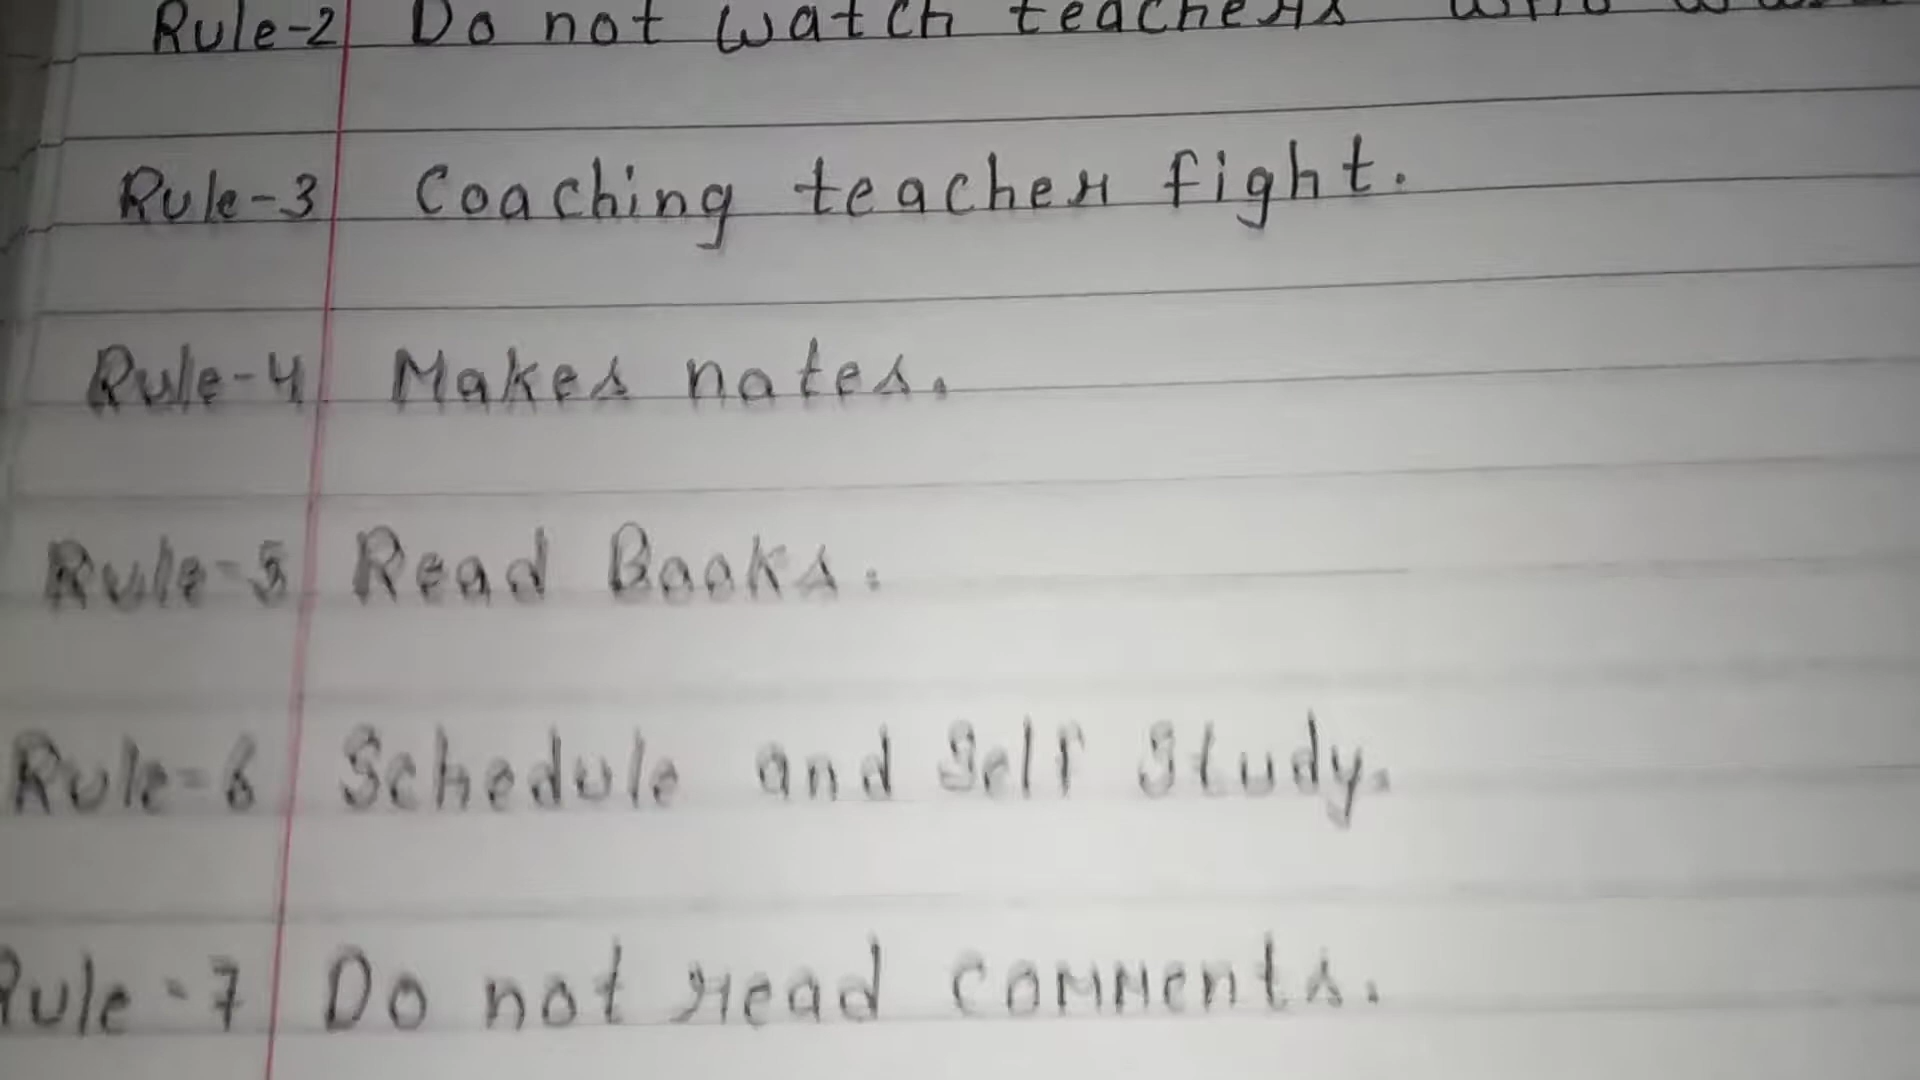 Rule-2 Do not watch teachers who
Rule-3 Coaching teacher fight.
Rule-4 Makes notes.
Rule-5 Read Books.
Rule-6 Schedule and Self Study.
Rule-7 Do not read comments.